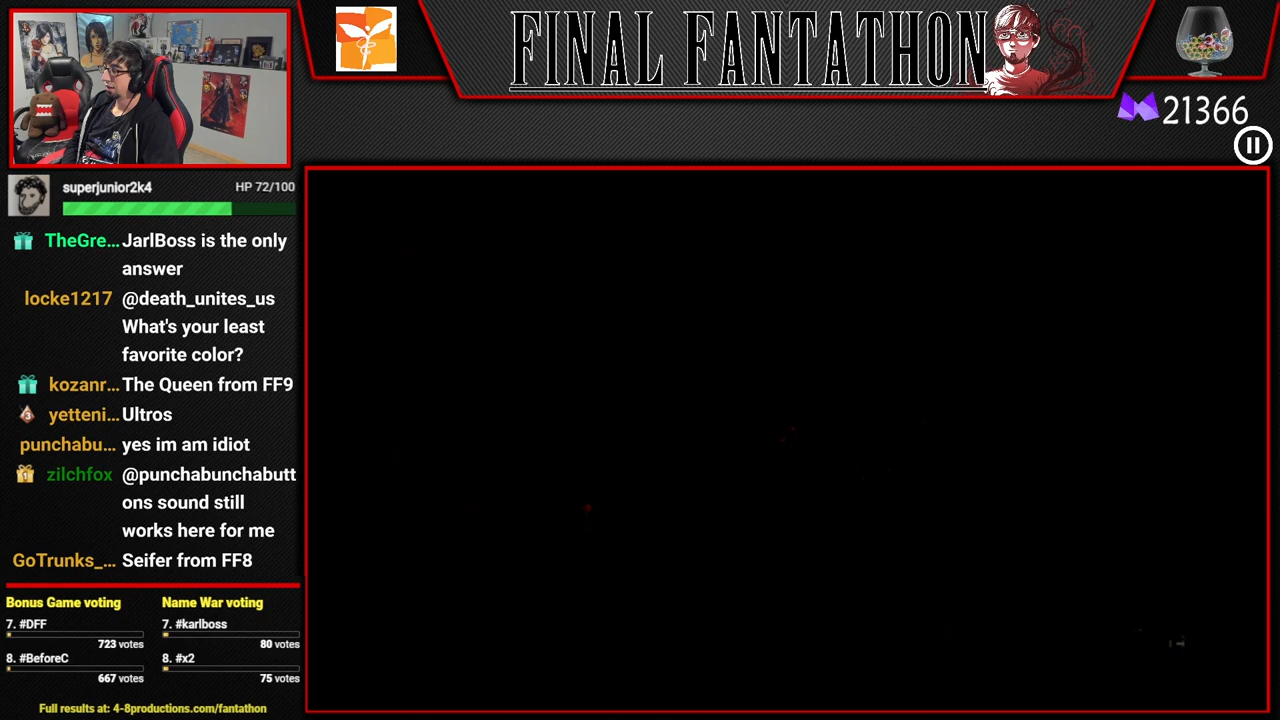 FINAL FANTATHON
21366
superjunior2k4
HP 72/100
TheGre... JarlBoss is the only
answer
locke1217 @death_unites_us
What's your least
favorite color?
kozanr... The Queen from FF9
yetteni... Ultros
punchabu... yes im am idiot
zilchfox @punchabunchabutt
ons sound still
works here for me
GoTrunks_... Seifer from FF8
Bonus Game voting
7. #DFF
723 votes
8. #BeforeC
667 votes
Name War voting
7. #karlboss
80 votes
8. #x2
75 votes
Full results at: 4-8productions.com/fantathon